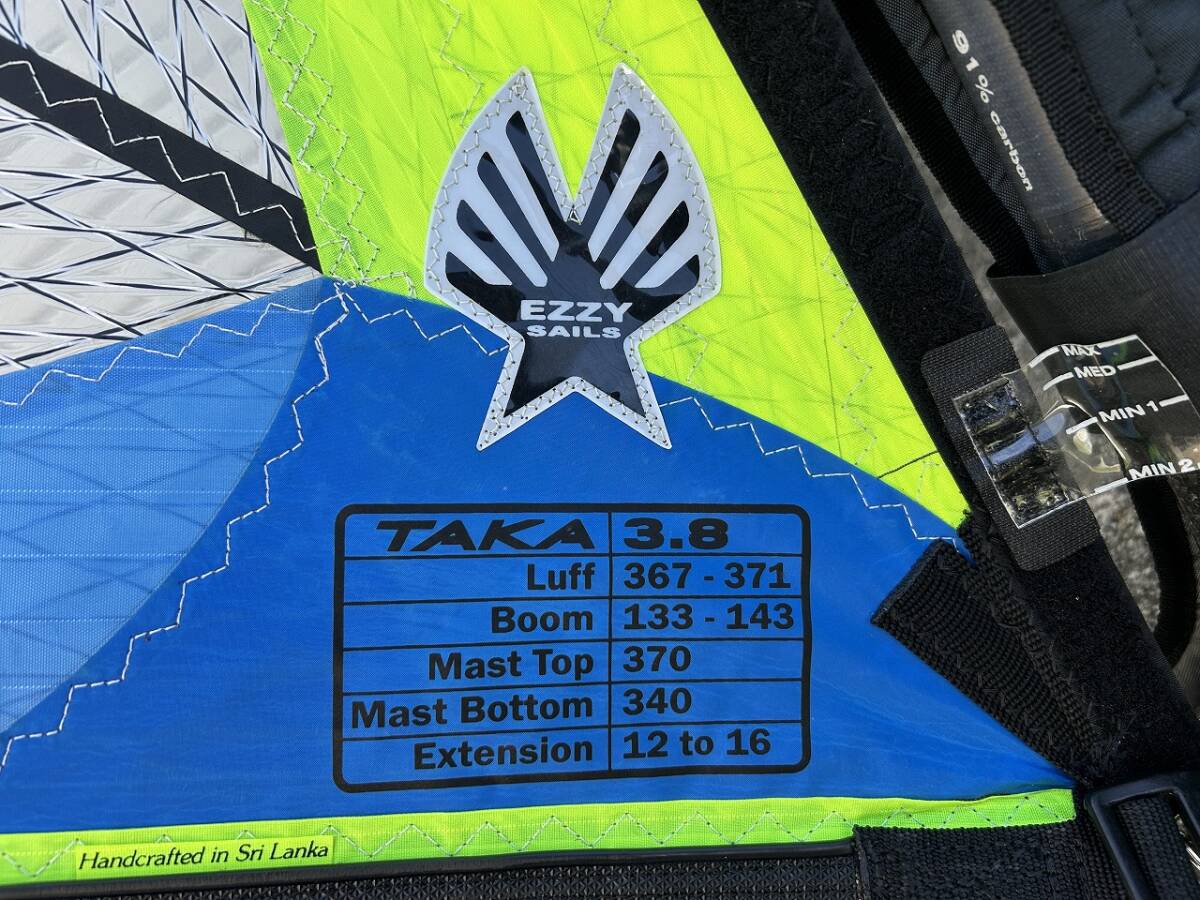 91% carbon
EZZY
SAILS
MAX
MED
MIN 1
MIN 2
TAKA 3.8
Luff 367 - 371
Boom 133 - 143
Mast Top 370
Mast Bottom 340
Extension 12 to 16
Handcrafted in Sri Lanka